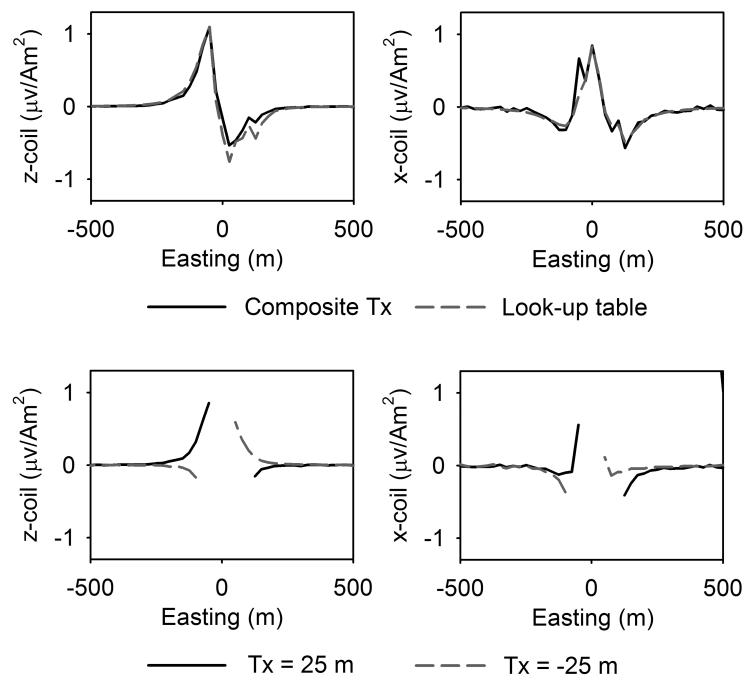 z-coil (μv/Am²)
1
0
-1
-500
0
500
Easting (m)
x-coil (μv/Am²)
1
0
-1
-500
0
500
Easting (m)
Composite Tx
Look-up table
z-coil (μv/Am²)
1
0
-1
-500
0
500
Easting (m)
x-coil (μv/Am²)
1
0
-1
-500
0
500
Easting (m)
Tx = 25 m
Tx = -25 m